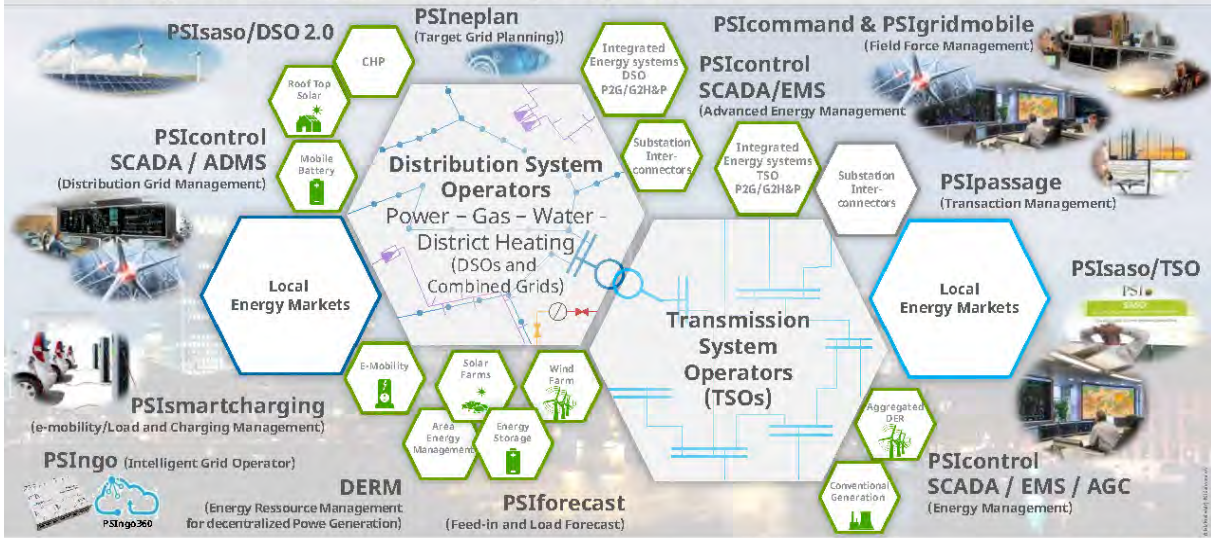 PSIsaso/DSO 2.0
PSIneplan
(Target Grid Planning))
PSIcommand & PSIgridmobile
(Field Force Management)
CHP
Roof Top
Solar
Mobile
Battery
PSIcontrol
SCADA / ADMS
(Distribution Grid Management)
Integrated
Energy systems
DSO
P2G/G2H&P
PSIcontrol
SCADA/EMS
(Advanced Energy Management
Substation
Inter-
connectors
Integrated
Energy systems
TSO
P2G/G2H&P
Substation
Inter-
connectors
PSIpassage
(Transaction Management)
Distribution System
Operators
Power – Gas – Water -
District Heating
(DSOs and
Combined Grids)
Local
Energy Markets
Transmission
System
Operators
(TSOs)
Local
Energy Markets
PSIsaso/TSO
PSI
SASO
E-Mobility
Solar
Farms
Wind
Farm
Area
Energy
Management
Energy
Storage
PSIsmartcharging
(e-mobility/Load and Charging Management)
PSIngo (Intelligent Grid Operator)
PSIngo360
DERM
(Energy Ressource Management
for decentralized Powe Generation)
PSIforecast
(Feed-in and Load Forecast)
Aggregated
DER
Conventional
Generation
PSIcontrol
SCADA / EMS / AGC
(Energy Management)